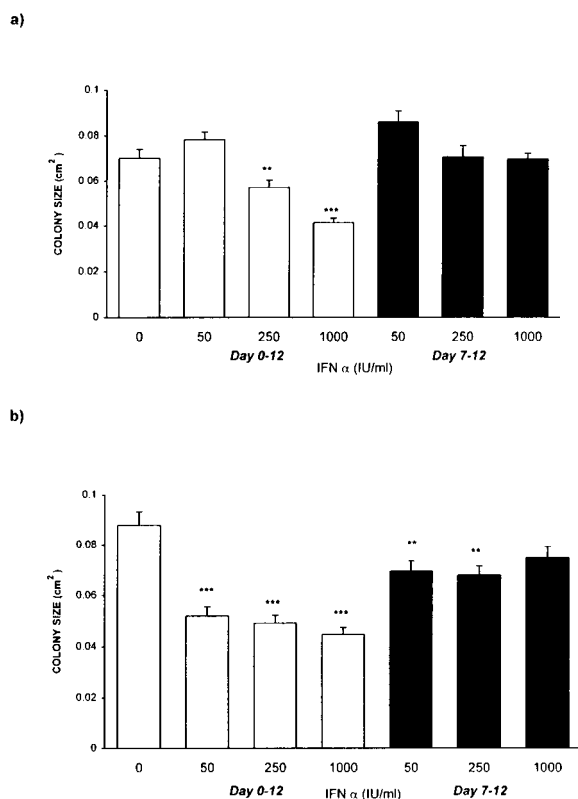 a)
0.1
0.08
0.06
0.04
0.02
0
COLONY SIZE (cm2)
**
***
0 50 250 1000 50 250 1000
Day 0-12 Day 7-12
IFN α (IU/ml)
b)
0.1
0.08
0.06
0.04
0.02
0
COLONY SIZE (cm2)
*** *** *** ** **
0 50 250 1000 50 250 1000
Day 0-12 IFN α (IU/ml) Day 7-12